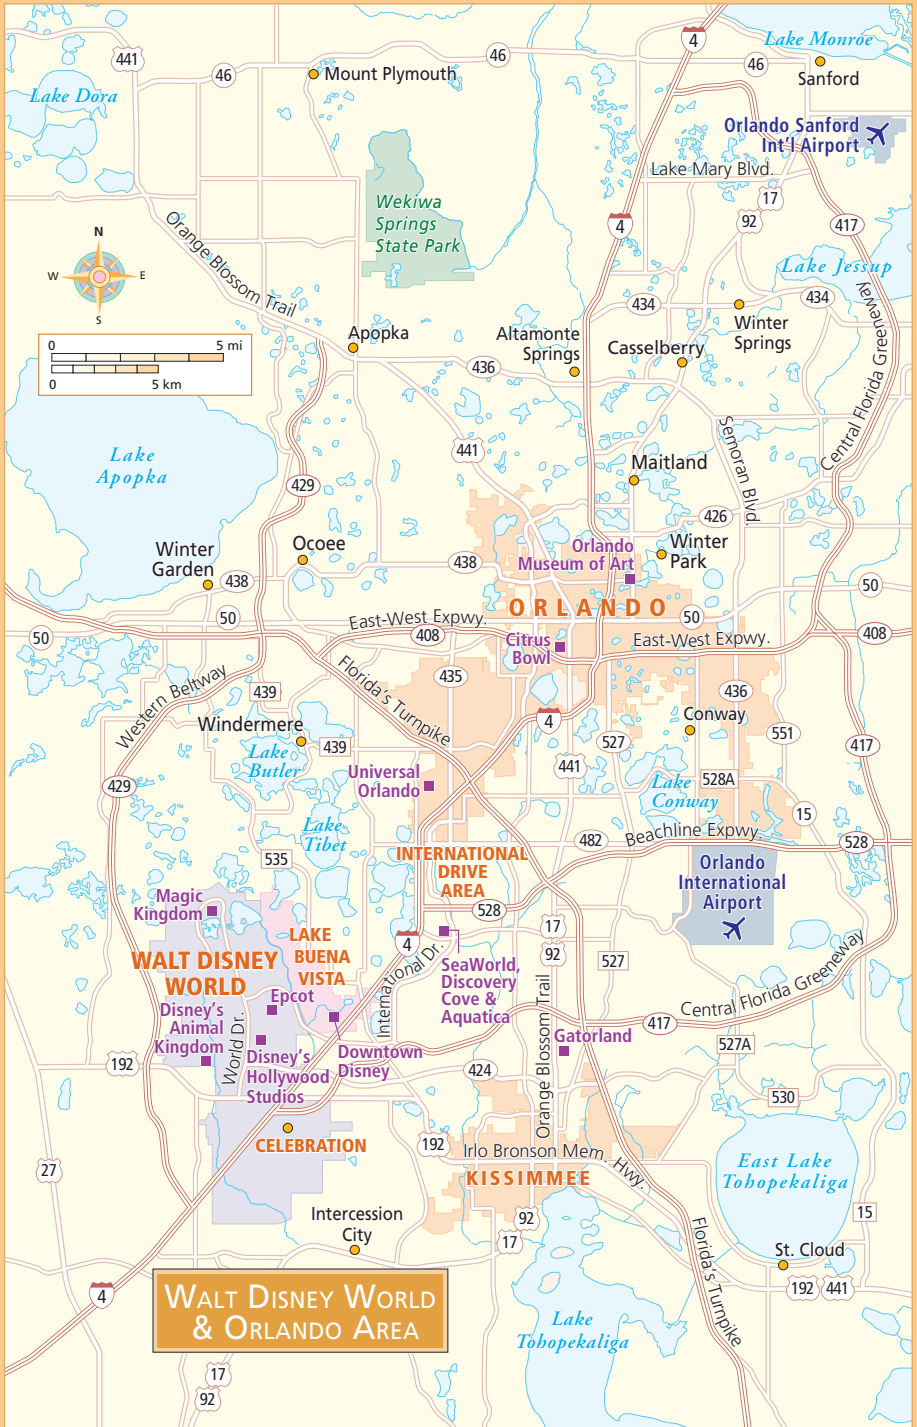 441
46
Mount Plymouth
46
4
Lake Monroe
46
Sanford
Lake Dora
Orlando Sanford
Int'l Airport
Lake Mary Blvd.
17
92
417
4
Wekiwa
Springs
State Park
Orange Blossom Trail
N
W
E
S
Lake Jessup
434
434
Winter
Springs
0
5 mi
0
5 km
Apopka
Altamonte
Springs
Casselberry
436
Central Florida Greeneway
Semoran Blvd.
Lake
Apopka
441
Maitland
429
426
Winter
Garden
Ocoee
438
438
Orlando
Museum of Art
Winter
Park
50
ORLANDO
50
50
50
East-West Expwy.
408
Citrus
Bowl
East-West Expwy.
408
Western Beltway
439
Florida's Turnpike
435
436
Windermere
439
Lake
Butler
4
441
527
Conway
551
417
429
Universal
Orlando
Lake
Conway
528A
15
Lake
Tibet
482
Beachline Expwy.
528
535
INTERNATIONAL
DRIVE
AREA
Orlando
International
Airport
Magic
Kingdom
528
LAKE
BUENA
VISTA
4
International Dr.
17
92
527
WALT DISNEY
WORLD
SeaWorld,
Discovery
Cove &
Aquatica
Epcot
Disney's
Animal
Kingdom
World Dr.
Disney's
Hollywood
Studios
Downtown
Disney
Orange Blossom Trail
Gatorland
417
Central Florida Greeneway
527A
192
424
530
CELEBRATION
192
Irlo Bronson Mem. Hwy.
KISSIMMEE
East Lake
Tohopekaliga
27
Intercession
City
92
17
Florida's Turnpike
15
St. Cloud
192
441
4
WALT DISNEY WORLD
& ORLANDO AREA
Lake
Tohopekaliga
17
92